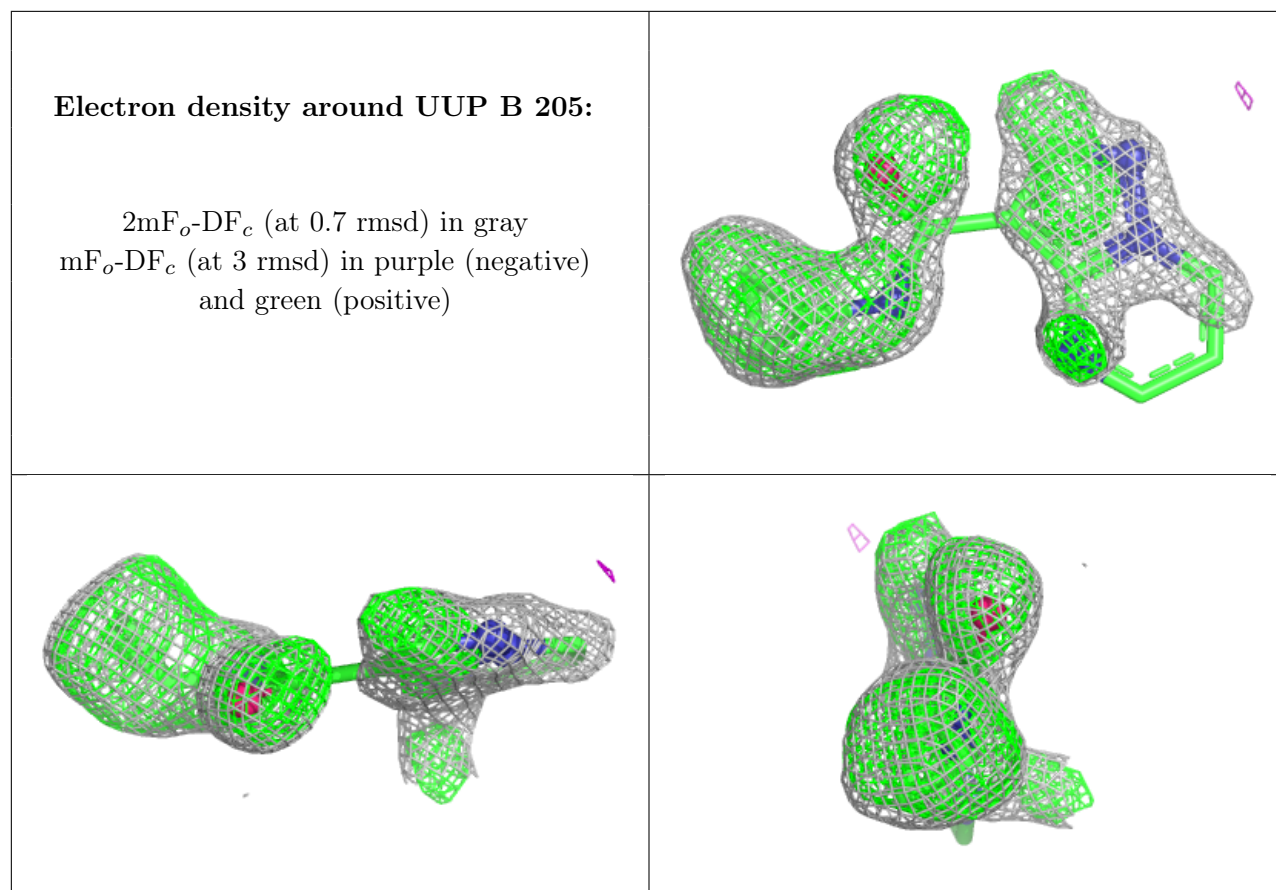 Electron density around UUP B 205:
2mFo-DFc (at 0.7 rmsd) in gray
mFo-DFc (at 3 rmsd) in purple (negative)
and green (positive)